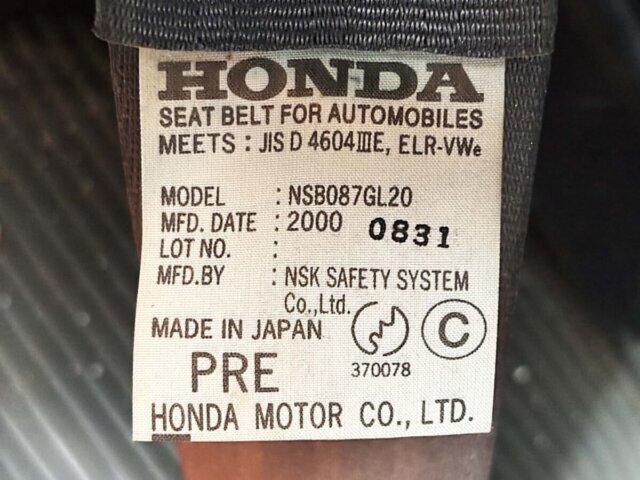 HONDA
SEAT BELT FOR AUTOMOBILES
MEETS : JIS D 4604ⅢE, ELR-VWe
MODEL : NSB087GL20
MFD. DATE : 2000 0831
LOT NO. :
MFD.BY : NSK SAFETY SYSTEM
Co.,Ltd.
MADE IN JAPAN
C
PRE
370078
HONDA MOTOR CO., LTD.